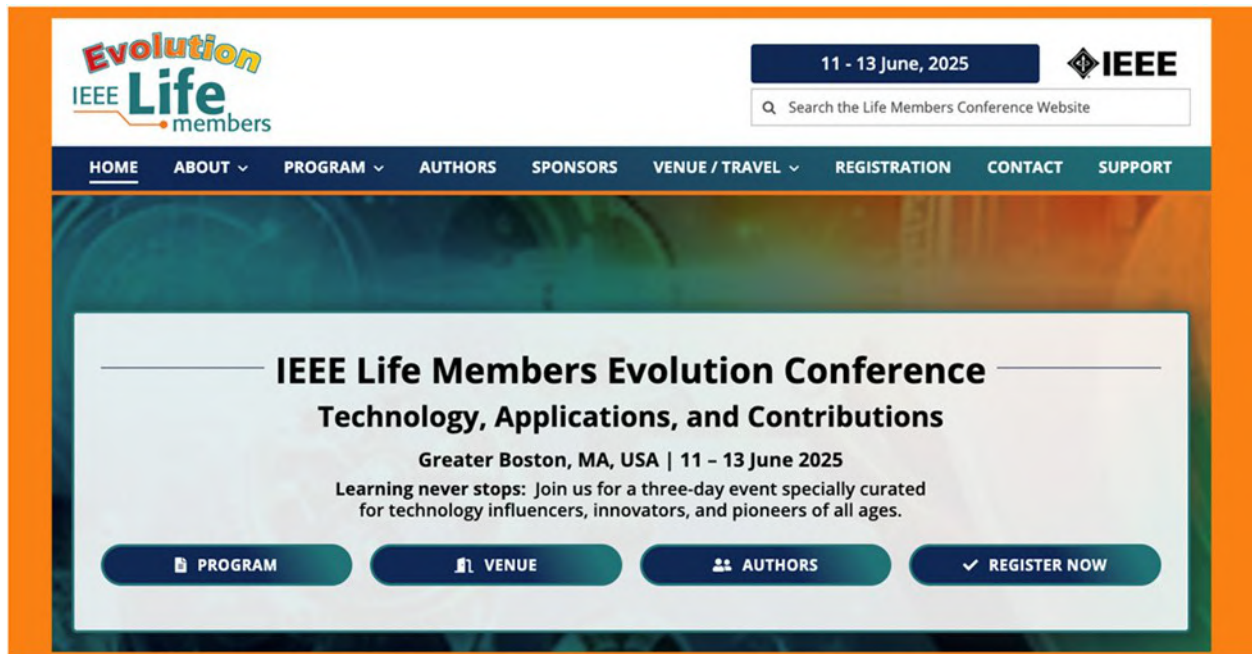 Evolution
IEEE Life
members
11 - 13 June, 2025
IEEE
Search the Life Members Conference Website
HOME ABOUT PROGRAM AUTHORS SPONSORS VENUE / TRAVEL REGISTRATION CONTACT SUPPORT
IEEE Life Members Evolution Conference
Technology, Applications, and Contributions
Greater Boston, MA, USA | 11 – 13 June 2025
Learning never stops: Join us for a three-day event specially curated
for technology influencers, innovators, and pioneers of all ages.
PROGRAM VENUE AUTHORS REGISTER NOW